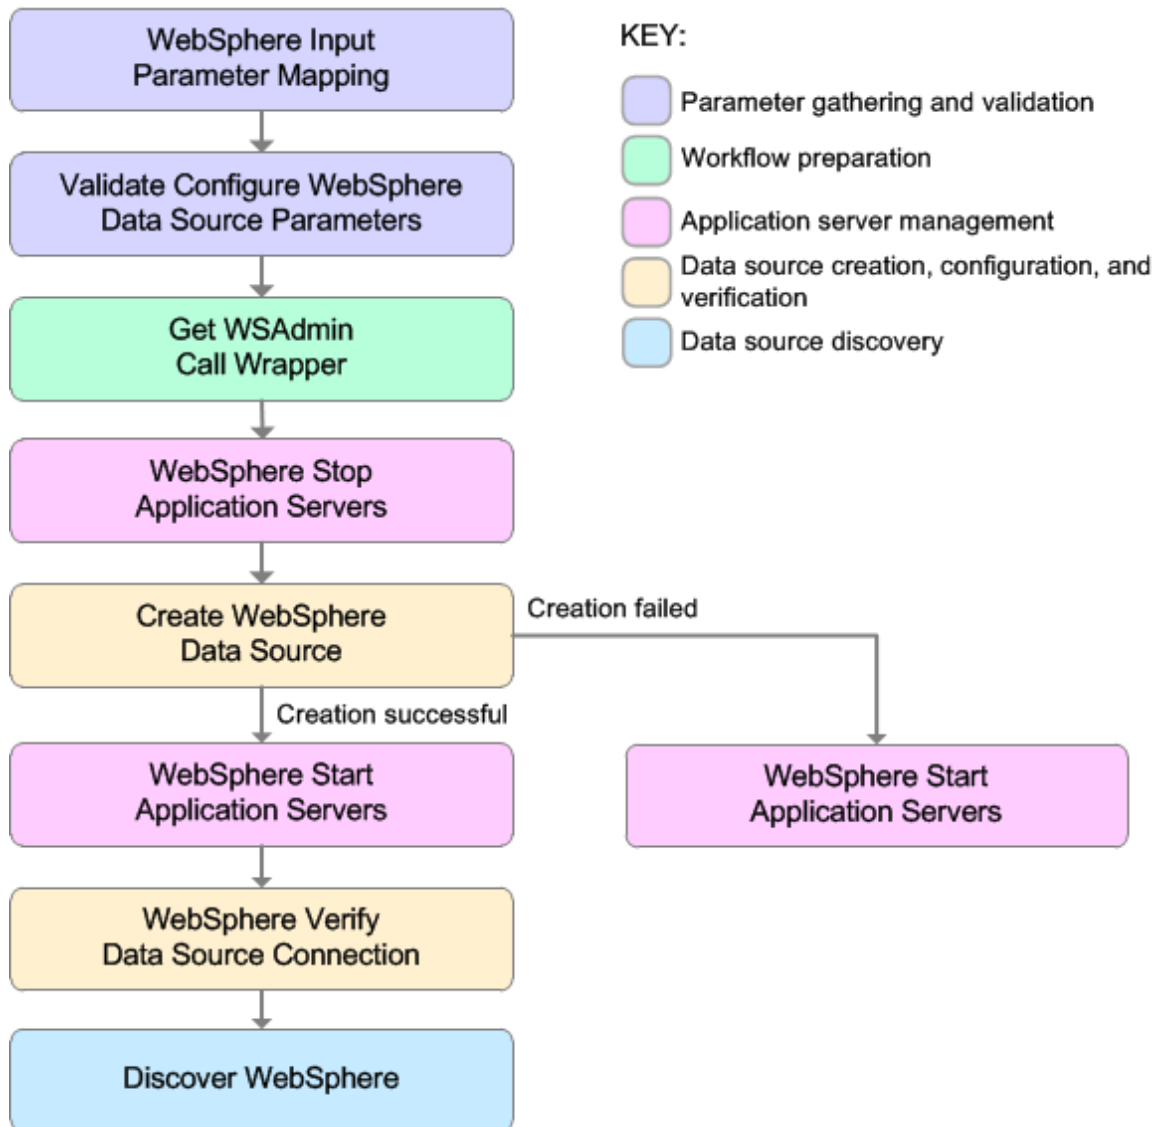 WebSphere Input
Parameter Mapping
KEY:
Parameter gathering and validation
Workflow preparation
Application server management
Data source creation, configuration, and
verification
Data source discovery
Validate Configure WebSphere
Data Source Parameters
Get WSAdmin
Call Wrapper
WebSphere Stop
Application Servers
Create WebSphere
Data Source
Creation failed
Creation successful
WebSphere Start
Application Servers
WebSphere Start
Application Servers
WebSphere Verify
Data Source Connection
Discover WebSphere